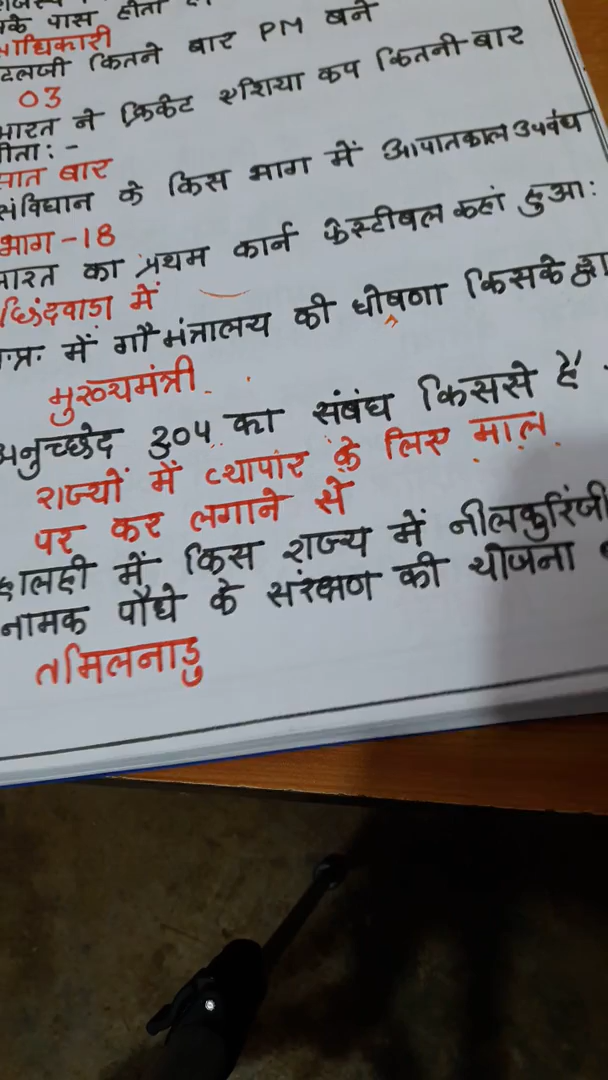 के पास होता
दलजी कितने बार PM बने
03
भारत ने क्रिकेट एशिया कप कितनी बार
जीता: -
सात बार
संविधान के किस भाग में आपातकाल उपबंध
भाग -18
भारत का प्रथम कार्न फेस्टीवल कहां हुआ:
छिंदवाडा में
में गौ मंत्रालय की घोषणा किसके द्वा
मुख्यमंत्री
अनुच्छेद 304 का संबंध किससे है
राज्यों में व्यापार के लिए माल
पर कर लगाने से
हालही में किस राज्य में नीलकुरिंजी
नामक पौधे के संरक्षण की योजना
तमिलनाडु